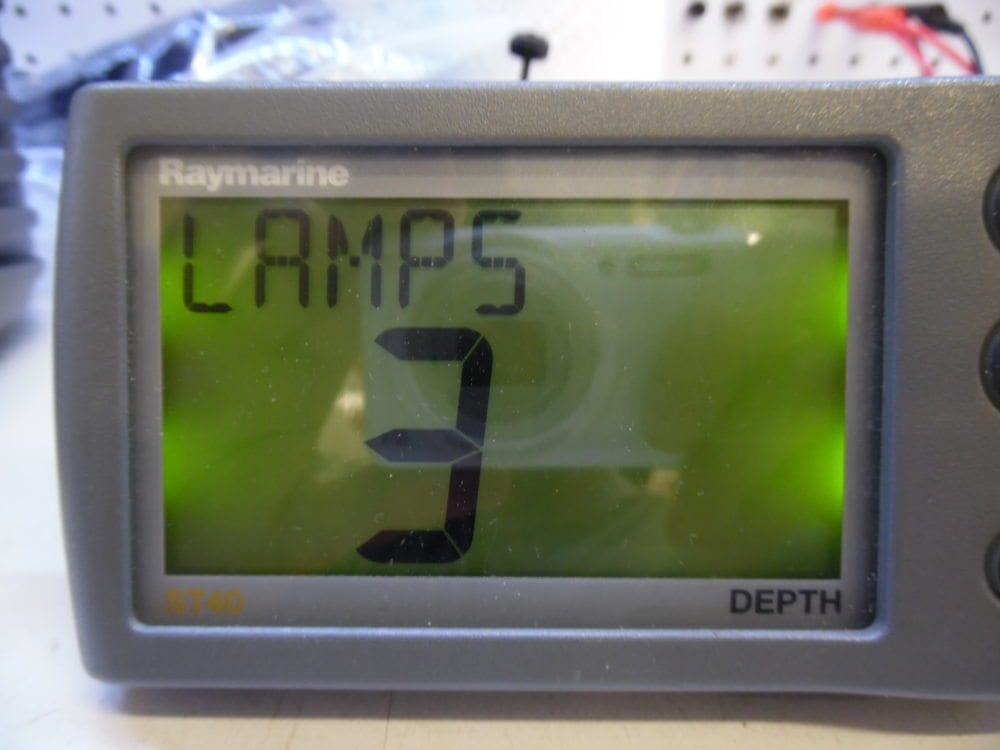 Raymarine
LAMPS
3
ST40 DEPTH